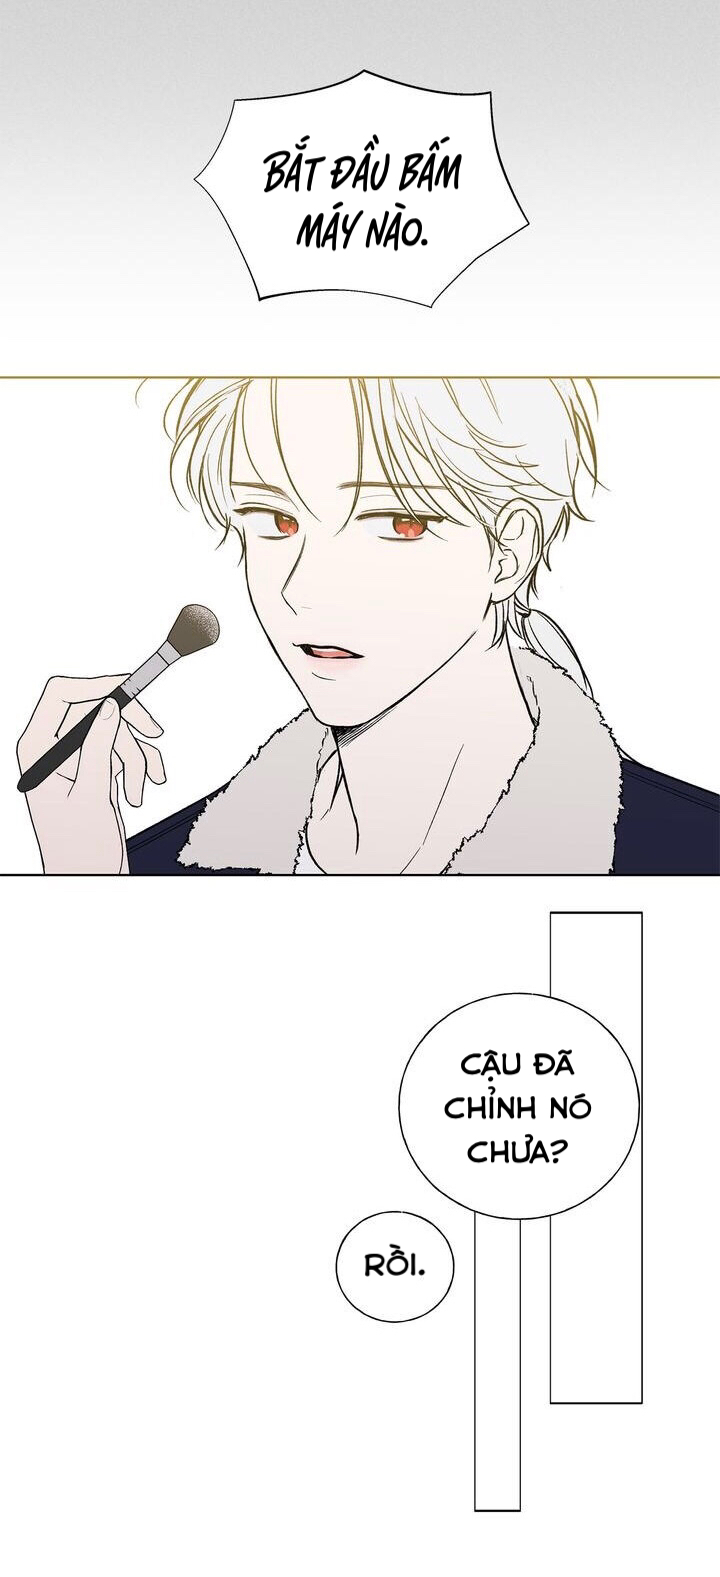 BẮT ĐẦU BẤM
MÁY NÀO.
CẬU ĐÃ
CHỈNH NÓ
CHƯA?
RỒI.